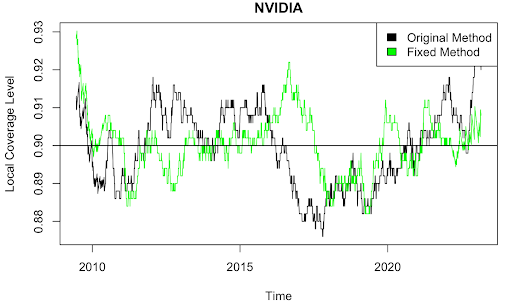 NVIDIA
Original Method
Fixed Method
Local Coverage Level
0.93
0.92
0.91
0.90
0.89
0.88
2010 2015 2020
Time